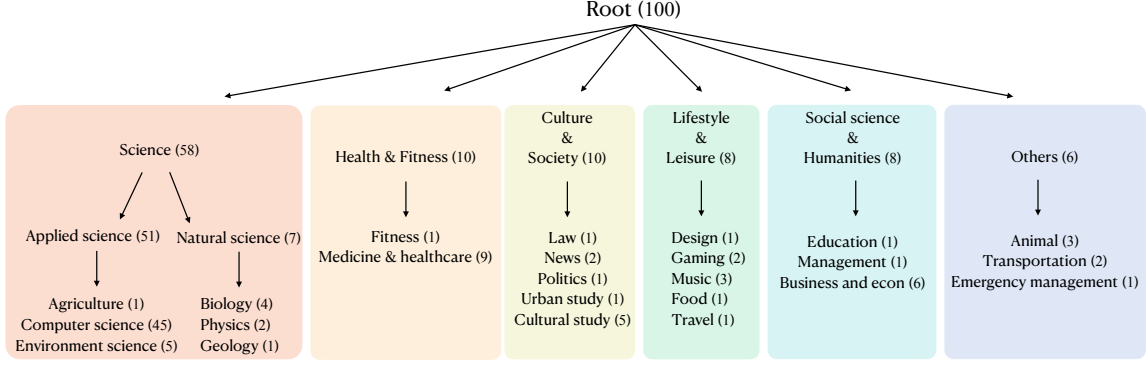 Root (100)
Science (58)
Applied science (51)
Agriculture (1)
Computer science (45)
Environment science (5)
Natural science (7)
Biology (4)
Physics (2)
Geology (1)
Health & Fitness (10)
Fitness (1)
Medicine & healthcare (9)
Culture
&
Society (10)
Law (1)
News (2)
Politics (1)
Urban study (1)
Cultural study (5)
Lifestyle
&
Leisure (8)
Design (1)
Gaming (2)
Music (3)
Food (1)
Travel (1)
Social science
&
Humanities (8)
Education (1)
Management (1)
Business and econ (6)
Others (6)
Animal (3)
Transportation (2)
Emergency management (1)